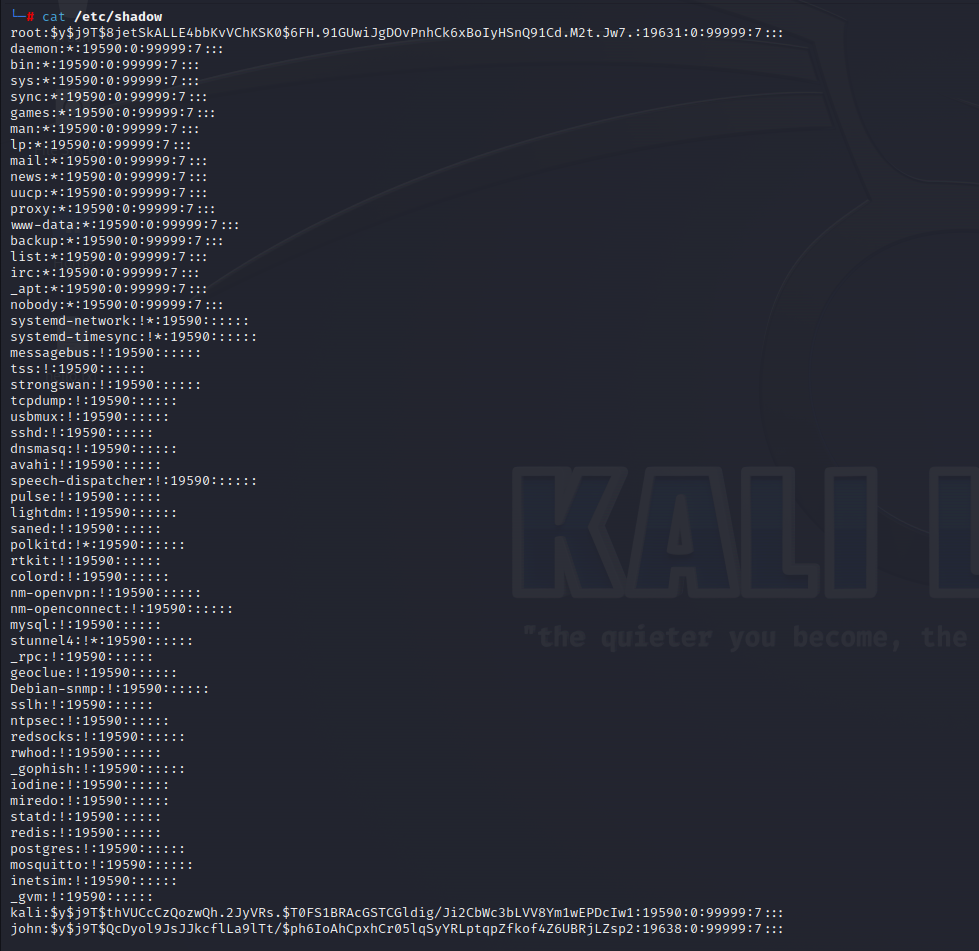 └─# cat /etc/shadow
root:$y$j9T$8jetSkALLE4bbKvVChKSK0$6FH.91GUwiJgDOvPnhCk6xBoIyHSnQ91Cd.M2t.Jw7.:19631:0:99999:7:::
daemon:*:19590:0:99999:7:::
bin:*:19590:0:99999:7:::
sys:*:19590:0:99999:7:::
sync:*:19590:0:99999:7:::
games:*:19590:0:99999:7:::
man:*:19590:0:99999:7:::
lp:*:19590:0:99999:7:::
mail:*:19590:0:99999:7:::
news:*:19590:0:99999:7:::
uucp:*:19590:0:99999:7:::
proxy:*:19590:0:99999:7:::
www-data:*:19590:0:99999:7:::
backup:*:19590:0:99999:7:::
list:*:19590:0:99999:7:::
irc:*:19590:0:99999:7:::
_apt:*:19590:0:99999:7:::
nobody:*:19590:0:99999:7:::
systemd-network:!*:19590::::::
systemd-timesync:!*:19590::::::
messagebus:!:19590::::::
tss:!:19590::::::
strongswan:!:19590::::::
tcpdump:!:19590::::::
usbmux:!:19590::::::
sshd:!:19590::::::
dnsmasq:!:19590::::::
avahi:!:19590::::::
speech-dispatcher:!:19590::::::
pulse:!:19590::::::
lightdm:!:19590::::::
saned:!:19590::::::
polkitd:!*:19590::::::
rtkit:!:19590::::::
colord:!:19590::::::
nm-openvpn:!:19590::::::
nm-openconnect:!:19590::::::
mysql:!:19590::::::
stunnel4:!*:19590::::::
_rpc:!:19590::::::
geoclue:!:19590::::::
Debian-snmp:!:19590::::::
sslh:!:19590::::::
ntpsec:!:19590::::::
redsocks:!:19590::::::
rwhod:!:19590::::::
_gophish:!:19590::::::
iodine:!:19590::::::
miredo:!:19590::::::
statd:!:19590::::::
redis:!:19590::::::
postgres:!:19590::::::
mosquitto:!:19590::::::
inetsim:!:19590::::::
_gvm:!:19590::::::
kali:$y$j9T$thVUCcCzQozwQh.2JyVRs.$T0FS1BRAcGSTCGldig/Ji2CbWc3bLVV8Ym1wEPDcIw1:19590:0:99999:7:::
john:$y$j9T$QcDyol9JsJJkcflLa9lTt/$ph6IoAhCpxhCr05lqSyYRLptqpZfkof4Z6UBRjLZsp2:19638:0:99999:7:::
KALI L
"the quieter you become, the